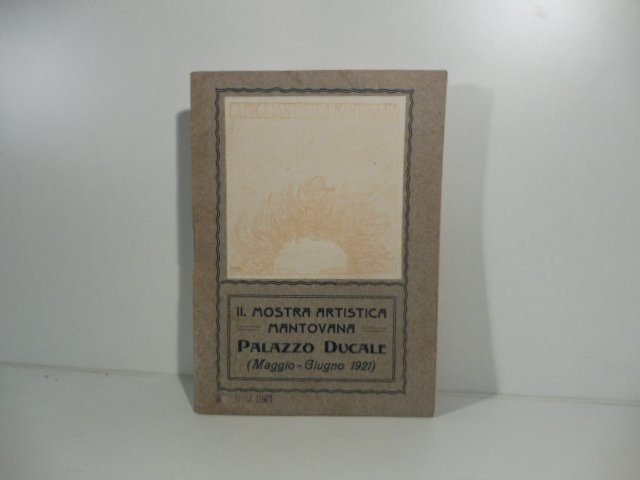 II. MOSTRA ARTISTICA
MANTOVANA
PALAZZO DUCALE
(Maggio - Giugno 1921)